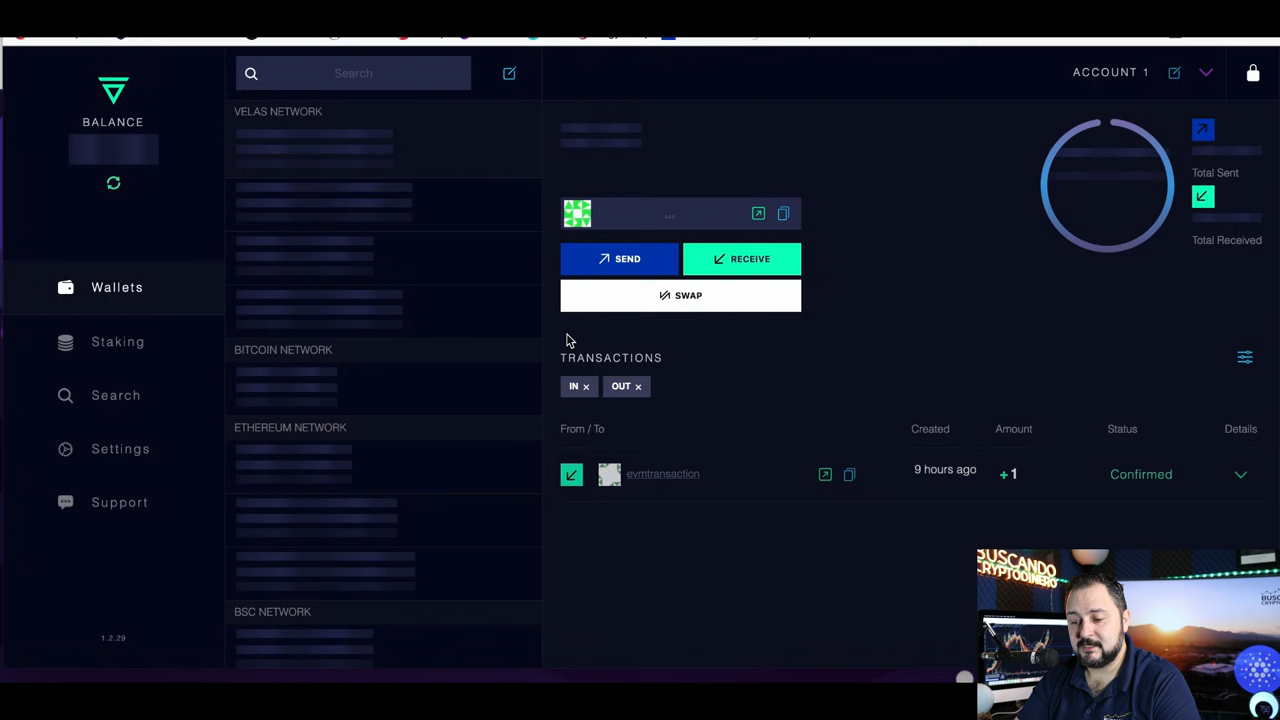 BALANCE
Wallets
Staking
Search
Settings
Support
1.2.29
Search
VELAS NETWORK
BITCOIN NETWORK
ETHEREUM NETWORK
BSC NETWORK
ACCOUNT 1
...
SEND
RECEIVE
SWAP
Total Sent
Total Received
TRANSACTIONS
IN ×
OUT ×
From / To
Created
Amount
Status
Details
evmtransaction
9 hours ago
+1
Confirmed
BUSCANDO
CRYPTODINERO